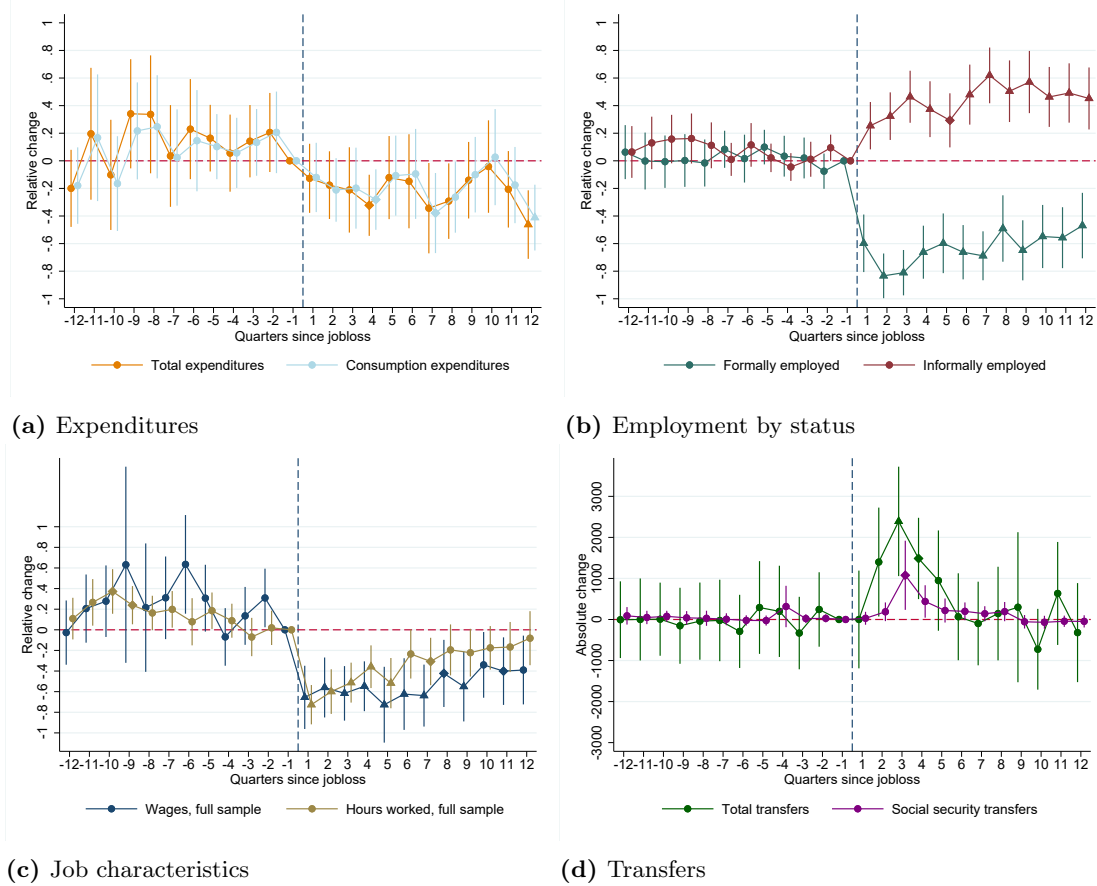 1
.8
.6
.4
.2
0
-.2
-.4
-.6
-.8
-1
Relative change
-12 -11 -10 -9 -8 -7 -6 -5 -4 -3 -2 -1 1 2 3 4 5 6 7 8 9 10 11 12
Quarters since jobloss
Total expenditures Consumption expenditures
(a) Expenditures
1
.8
.6
.4
.2
0
-.2
-.4
-.6
-.8
-1
Relative change
-12 -11 -10 -9 -8 -7 -6 -5 -4 -3 -2 -1 1 2 3 4 5 6 7 8 9 10 11 12
Quarters since jobloss
Formally employed Informally employed
(b) Employment by status
1
.8
.6
.4
.2
0
-.2
-.4
-.6
-.8
-1
Relative change
-12 -11 -10 -9 -8 -7 -6 -5 -4 -3 -2 -1 1 2 3 4 5 6 7 8 9 10 11 12
Quarters since jobloss
Wages, full sample Hours worked, full sample
(c) Job characteristics
3000
2000
1000
0
-1000
-2000
-3000
Absolute change
-12 -11 -10 -9 -8 -7 -6 -5 -4 -3 -2 -1 1 2 3 4 5 6 7 8 9 10 11 12
Quarters since jobloss
Total transfers Social security transfers
(d) Transfers